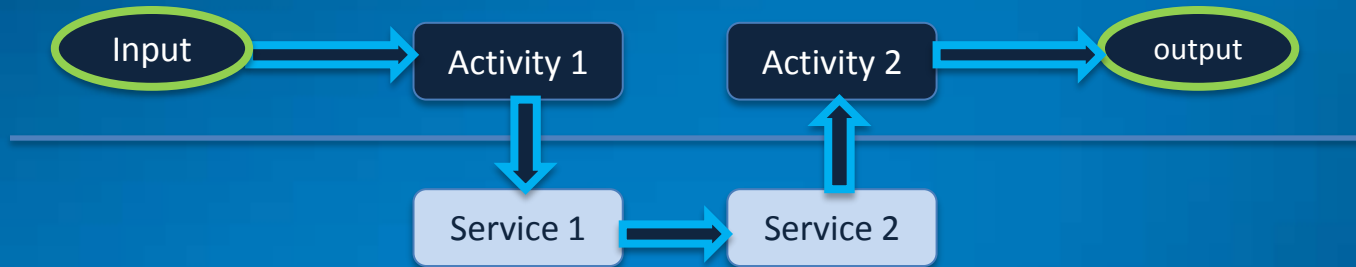 Input
Activity 1
Activity 2
output
Service 1
Service 2